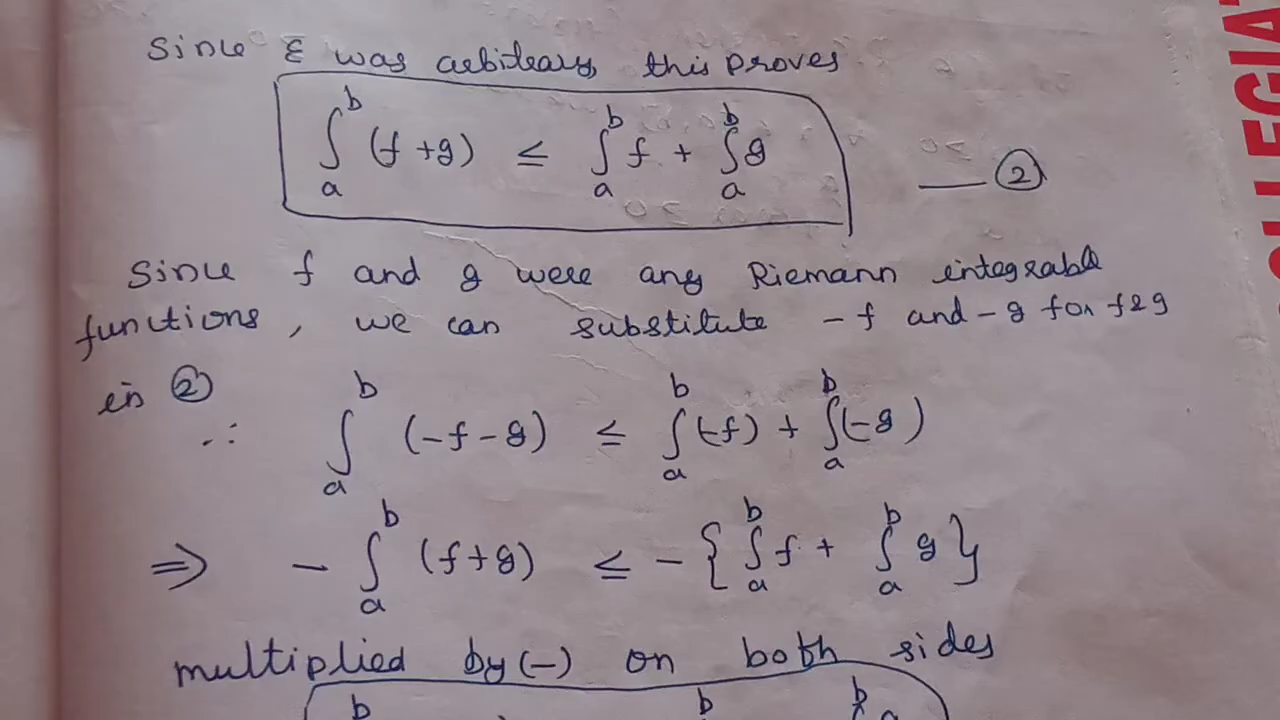 Since ε was arbitrary this proves
∫_a^b (f+g) ≤ ∫_a^b f + ∫_a^b g — ②
Since f and g were any Riemann integrable
functions, we can substitute -f and -g for f & g
in ②
∴ ∫_a^b (-f-g) ≤ ∫_a^b (-f) + ∫_a^b (-g)
⇒ - ∫_a^b (f+g) ≤ - { ∫_a^b f + ∫_a^b g }
multiplied by (-) on both sides
b b b